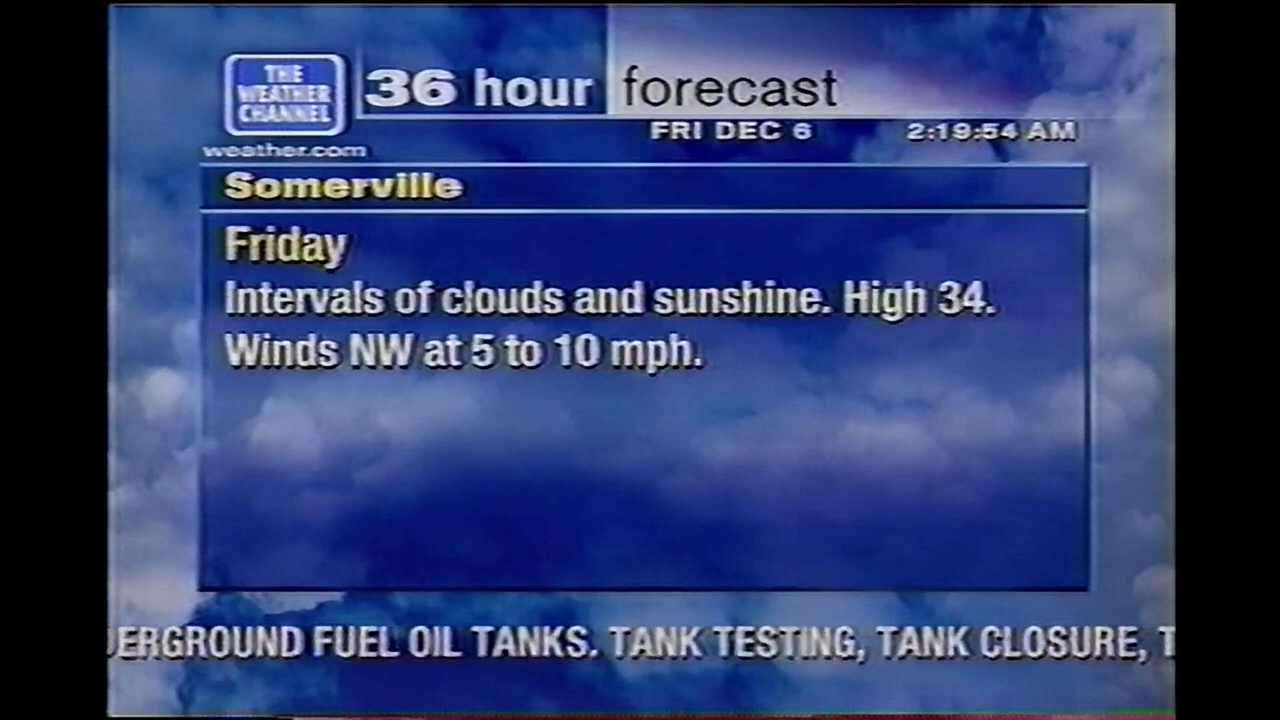 THE
WEATHER
CHANNEL
36 hour forecast
FRI DEC 6 2:19:54 AM
weather.com
Somerville
Friday
Intervals of clouds and sunshine. High 34.
Winds NW at 5 to 10 mph.
DERGROUND FUEL OIL TANKS. TANK TESTING, TANK CLOSURE, T